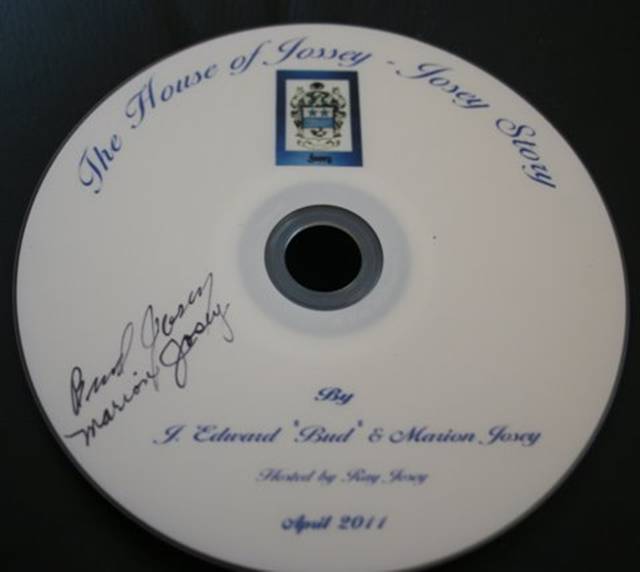 The House of Jossey - Josey Story
Josey
Bud Josey
Marion Josey
By
J. Edward "Bud" & Marion Josey
Hosted by Ray Josey
April 2011